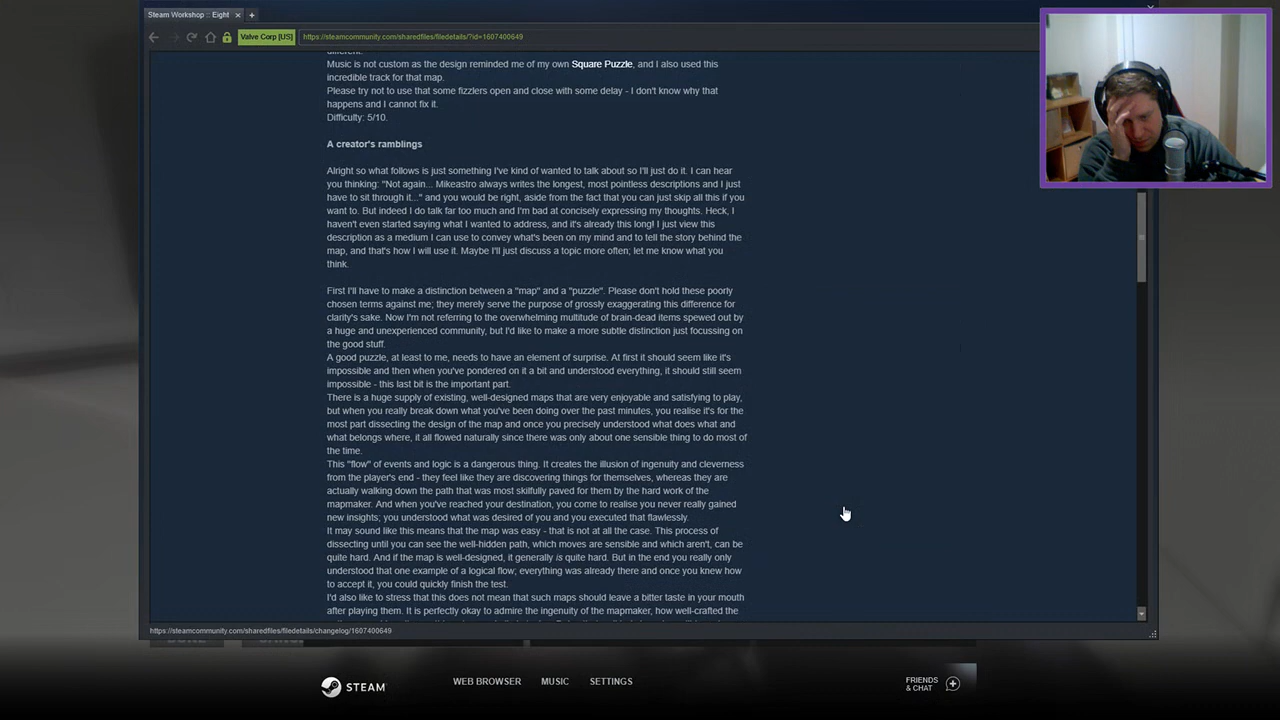 Steam Workshop :: Eight
Valve Corp [US]
https://steamcommunity.com/sharedfiles/filedetails/?id=1607400649
different.
Music is not custom as the design reminded me of my own Square Puzzle, and I also used this
incredible track for that map.
Please try not to use that some fizzlers open and close with some delay - I don't know why that
happens and I cannot fix it.
Difficulty: 5/10.
A creator's ramblings
Alright so what follows is just something I've kind of wanted to talk about so I'll just do it. I can hear
you thinking: "Not again... Mikeastro always writes the longest, most pointless descriptions and I just
have to sit through it..." and you would be right, aside from the fact that you can just skip all this if you
want to. But indeed I do talk far too much and I'm bad at concisely expressing my thoughts. Heck, I
haven't even started saying what I wanted to address, and it's already this long! I just view this
description as a medium I can use to convey what's been on my mind and to tell the story behind the
map, and that's how I will use it. Maybe I'll just discuss a topic more often; let me know what you
think.
First I'll have to make a distinction between a "map" and a "puzzle". Please don't hold these poorly
chosen terms against me; they merely serve the purpose of grossly exaggerating this difference for
clarity's sake. Now I'm not referring to the overwhelming multitude of brain-dead items spewed out by
a huge and unexperienced community, but I'd like to make a more subtle distinction just focussing on
the good stuff.
A good puzzle, at least to me, needs to have an element of surprise. At first it should seem like it's
impossible and then when you've pondered on it a bit and understood everything, it should still seem
impossible - this last bit is the important part.
There is a huge supply of existing, well-designed maps that are very enjoyable and satisfying to play,
but when you really break down what you've been doing over the past minutes, you realise it's for the
most part dissecting the design of the map and once you precisely understood what does what and
what belongs where, it all flowed naturally since there was only about one sensible thing to do most of
the time.
This "flow" of events and logic is a dangerous thing. It creates the illusion of ingenuity and cleverness
from the player's end - they feel like they are discovering things for themselves, whereas they are
actually walking down the path that was most skilfully paved for them by the hard work of the
mapmaker. And when you've reached your destination, you come to realise you never really gained
new insights; you understood what was desired of you and you executed that flawlessly.
It may sound like this means that the map was easy - that is not at all the case. This process of
dissecting until you can see the well-hidden path, which moves are sensible and which aren't, can be
quite hard. And if the map is well-designed, it generally is quite hard. But in the end you really only
understood that one example of a logical flow; everything was already there and once you knew how
to accept it, you could quickly finish the test.
I'd also like to stress that this does not mean that such maps should leave a bitter taste in your mouth
after playing them. It is perfectly okay to admire the ingenuity of the mapmaker, how well-crafted the
https://steamcommunity.com/sharedfiles/filedetails/changelog/1607400649
STEAM
WEB BROWSER
MUSIC
SETTINGS
FRIENDS
& CHAT